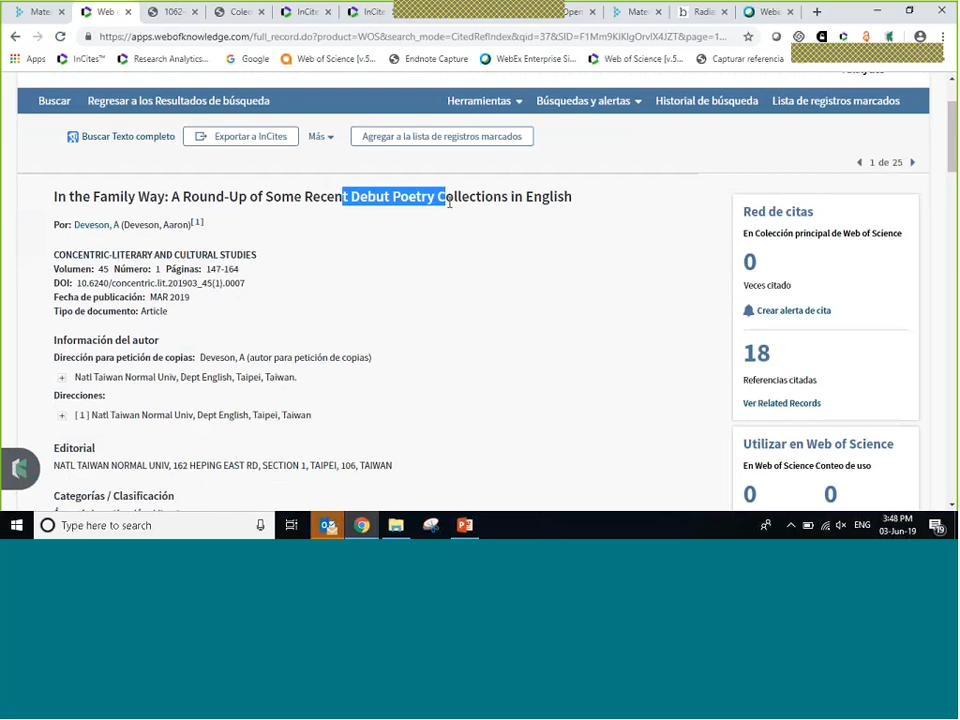 Mate
Web o
1062-
Colec
InCite
InCite
Open
Mate
Radia
Webe
https://apps.webofknowledge.com/full_record.do?product=WOS&search_mode=CitedRefIndex&qid=37&SID=F1Mm9KIKlgOrvIX4JZT&page=1...
Apps InCites™ Research Analytics... Google Web of Science [v.5... Endnote Capture WebEx Enterprise Si... Web of Science [v.5... Capturar referencia
Buscar Regresar a los Resultados de búsqueda Herramientas Búsquedas y alertas Historial de búsqueda Lista de registros marcados
Buscar Texto completo Exportar a InCites Más Agregar a la lista de registros marcados
1 de 25
In the Family Way: A Round-Up of Some Recent Debut Poetry Collections in English
Por: Deveson, A (Deveson, Aaron)[ 1 ]
CONCENTRIC-LITERARY AND CULTURAL STUDIES
Volumen: 45 Número: 1 Páginas: 147-164
DOI: 10.6240/concentric.lit.201903_45(1).0007
Fecha de publicación: MAR 2019
Tipo de documento: Article
Información del autor
Dirección para petición de copias: Deveson, A (autor para petición de copias)
Natl Taiwan Normal Univ, Dept English, Taipei, Taiwan.
Direcciones:
[ 1 ] Natl Taiwan Normal Univ, Dept English, Taipei, Taiwan
Editorial
NATL TAIWAN NORMAL UNIV, 162 HEPING EAST RD, SECTION 1, TAIPEI, 106, TAIWAN
Categorías / Clasificación
Red de citas
En Colección principal de Web of Science
0
Veces citado
Crear alerta de cita
18
Referencias citadas
Ver Related Records
Utilizar en Web of Science
En Web of Science Conteo de uso
0 0
Type here to search
ENG
3:48 PM
03-Jun-19
19